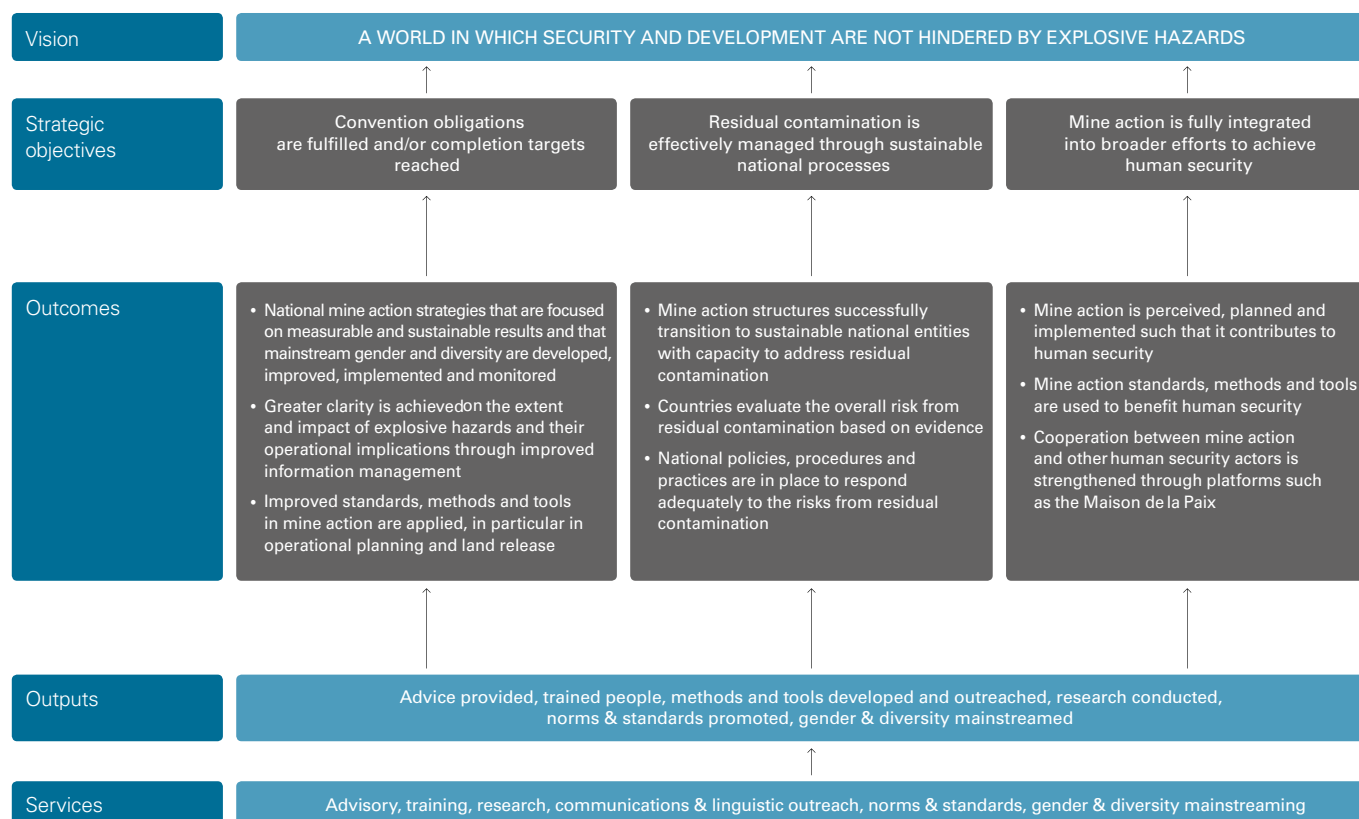 Vision
A WORLD IN WHICH SECURITY AND DEVELOPMENT ARE NOT HINDERED BY EXPLOSIVE HAZARDS
Strategic
objectives
Convention obligations
are fulfilled and/or completion targets
reached
Residual contamination is
effectively managed through sustainable
national processes
Mine action is fully integrated
into broader efforts to achieve
human security
Outcomes
• National mine action strategies that are focused
on measurable and sustainable results and that
mainstream gender and diversity are developed,
improved, implemented and monitored
• Greater clarity is achieved on the extent
and impact of explosive hazards and their
operational implications through improved
information management
• Improved standards, methods and tools
in mine action are applied, in particular in
operational planning and land release
• Mine action structures successfully
transition to sustainable national entities
with capacity to address residual
contamination
• Countries evaluate the overall risk from
residual contamination based on evidence
• National policies, procedures and
practices are in place to respond
adequately to the risks from residual
contamination
• Mine action is perceived, planned and
implemented such that it contributes to
human security
• Mine action standards, methods and tools
are used to benefit human security
• Cooperation between mine action
and other human security actors is
strengthened through platforms such
as the Maison de la Paix
Outputs
Advice provided, trained people, methods and tools developed and outreached, research conducted,
norms & standards promoted, gender & diversity mainstreamed
Services
Advisory, training, research, communications & linguistic outreach, norms & standards, gender & diversity mainstreaming